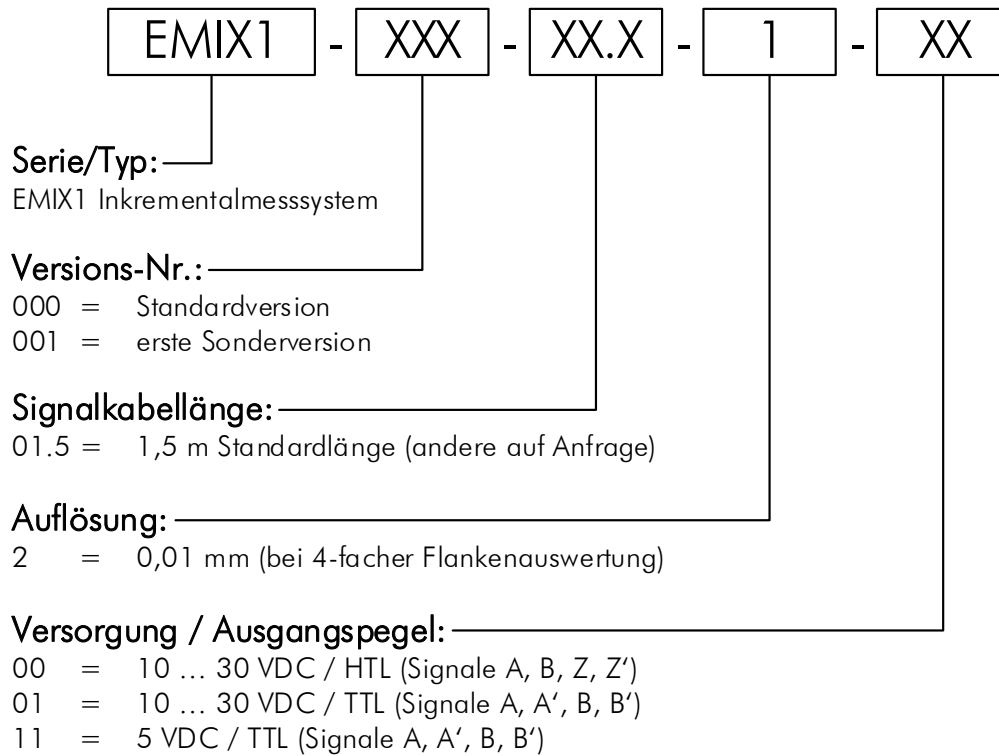 EMIX1 - XXX - XX.X - 1 - XX
Serie/Typ:
EMIX1 Inkrementalmesssystem
Versions-Nr.:
000 = Standardversion
001 = erste Sonderversion
Signalkabellänge:
01.5 = 1,5 m Standardlänge (andere auf Anfrage)
Auflösung:
2 = 0,01 mm (bei 4-facher Flankenauswertung)
Versorgung / Ausgangspegel:
00 = 10 ... 30 VDC / HTL (Signale A, B, Z, Z‘)
01 = 10 ... 30 VDC / TTL (Signale A, A‘, B, B‘)
11 = 5 VDC / TTL (Signale A, A‘, B, B‘)